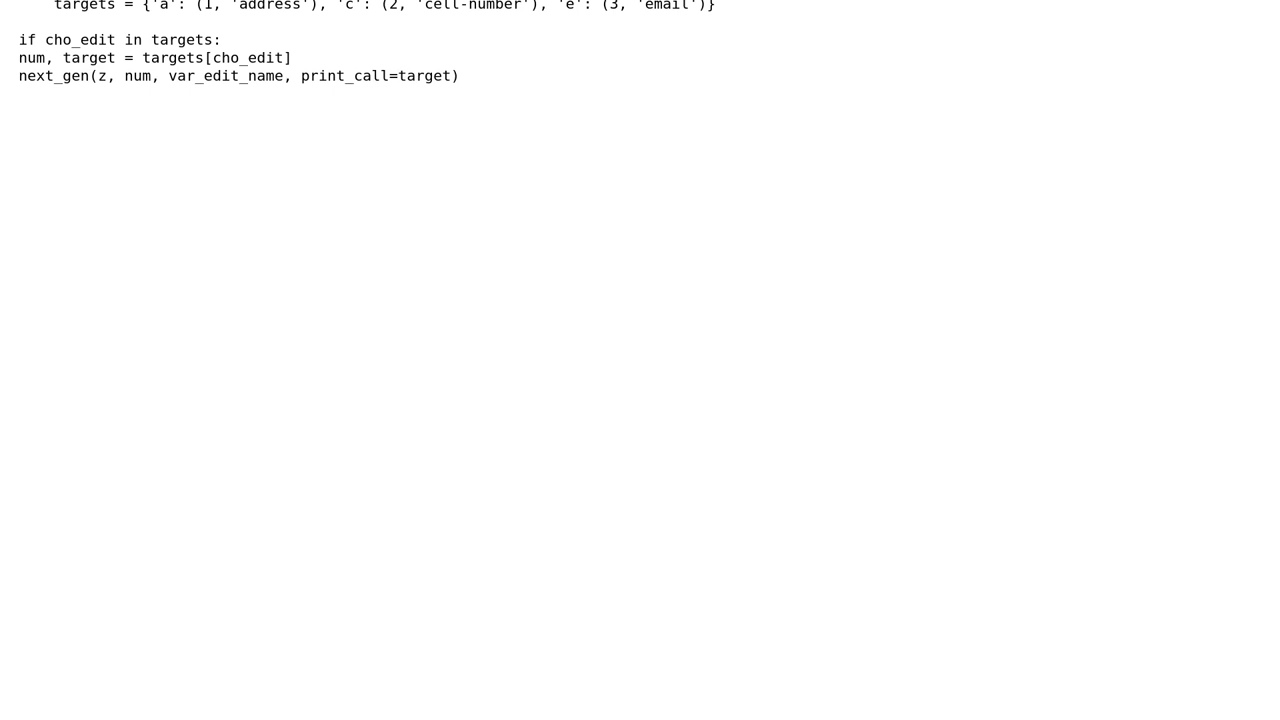 targets = {'a': (1, 'address'), 'c': (2, 'cell-number'), 'e': (3, 'email')}
if cho_edit in targets:
num, target = targets[cho_edit]
next_gen(z, num, var_edit_name, print_call=target)